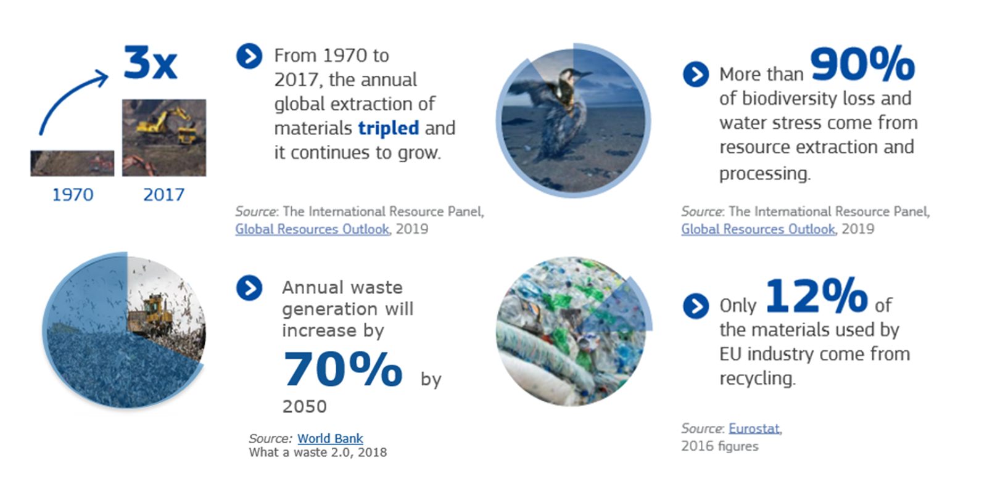 3x
1970
2017
From 1970 to
2017, the annual
global extraction of
materials tripled and
it continues to grow.
Source: The International Resource Panel,
Global Resources Outlook, 2019
More than 90%
of biodiversity loss and
water stress come from
resource extraction and
processing.
Source: The International Resource Panel,
Global Resources Outlook, 2019
Annual waste
generation will
increase by
70% by
2050
Source: World Bank
What a waste 2.0, 2018
Only 12% of
the materials used by
EU industry come from
recycling.
Source: Eurostat,
2016 figures